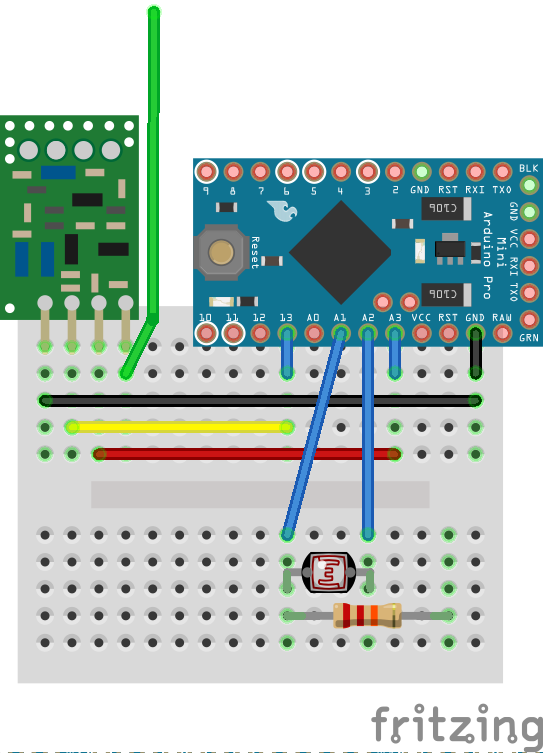 BLK
9 8 7 6 5 4 3 2 GND RST RXI TXO
GND VCC RXI TXO
Arduino Pro
Mini
Reset
10 11 12 13 A0 A1 A2 A3 VCC RST GND RAW
GRN
fritzing